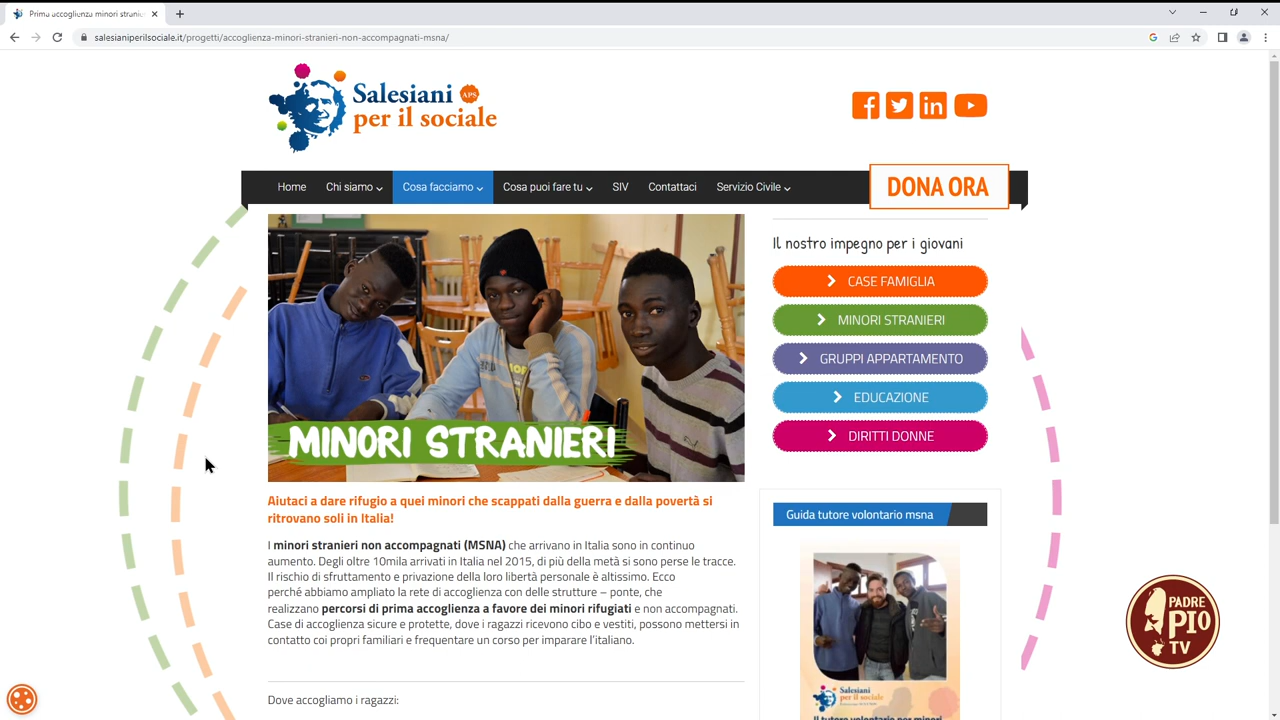 Prima accoglienza minori stranie
salesianiperilsociale.it/progetti/accoglienza-minori-stranieri-non-accompagnati-msna/
Salesiani APS
per il sociale
Home Chi siamo Cosa facciamo Cosa puoi fare tu SIV Contattaci Servizio Civile DONA ORA
MINORI STRANIERI
Aiutaci a dare rifugio a quei minori che scappati dalla guerra e dalla povertà si
ritrovano soli in Italia!
I minori stranieri non accompagnati (MSNA) che arrivano in Italia sono in continuo
aumento. Degli oltre 10mila arrivati in Italia nel 2015, di più della metà si sono perse le tracce.
Il rischio di sfruttamento e privazione della loro libertà personale è altissimo. Ecco
perché abbiamo ampliato la rete di accoglienza con delle strutture – ponte, che
realizzano percorsi di prima accoglienza a favore dei minori rifugiati e non accompagnati.
Case di accoglienza sicure e protette, dove i ragazzi ricevono cibo e vestiti, possono mettersi in
contatto coi propri familiari e frequentare un corso per imparare l'italiano.
Dove accogliamo i ragazzi:
Il nostro impegno per i giovani
CASE FAMIGLIA
MINORI STRANIERI
GRUPPI APPARTAMENTO
EDUCAZIONE
DIRITTI DONNE
Guida tutore volontario msna
Salesiani
per il sociale
Il tutore volontario per minori
PADRE
PIO
TV